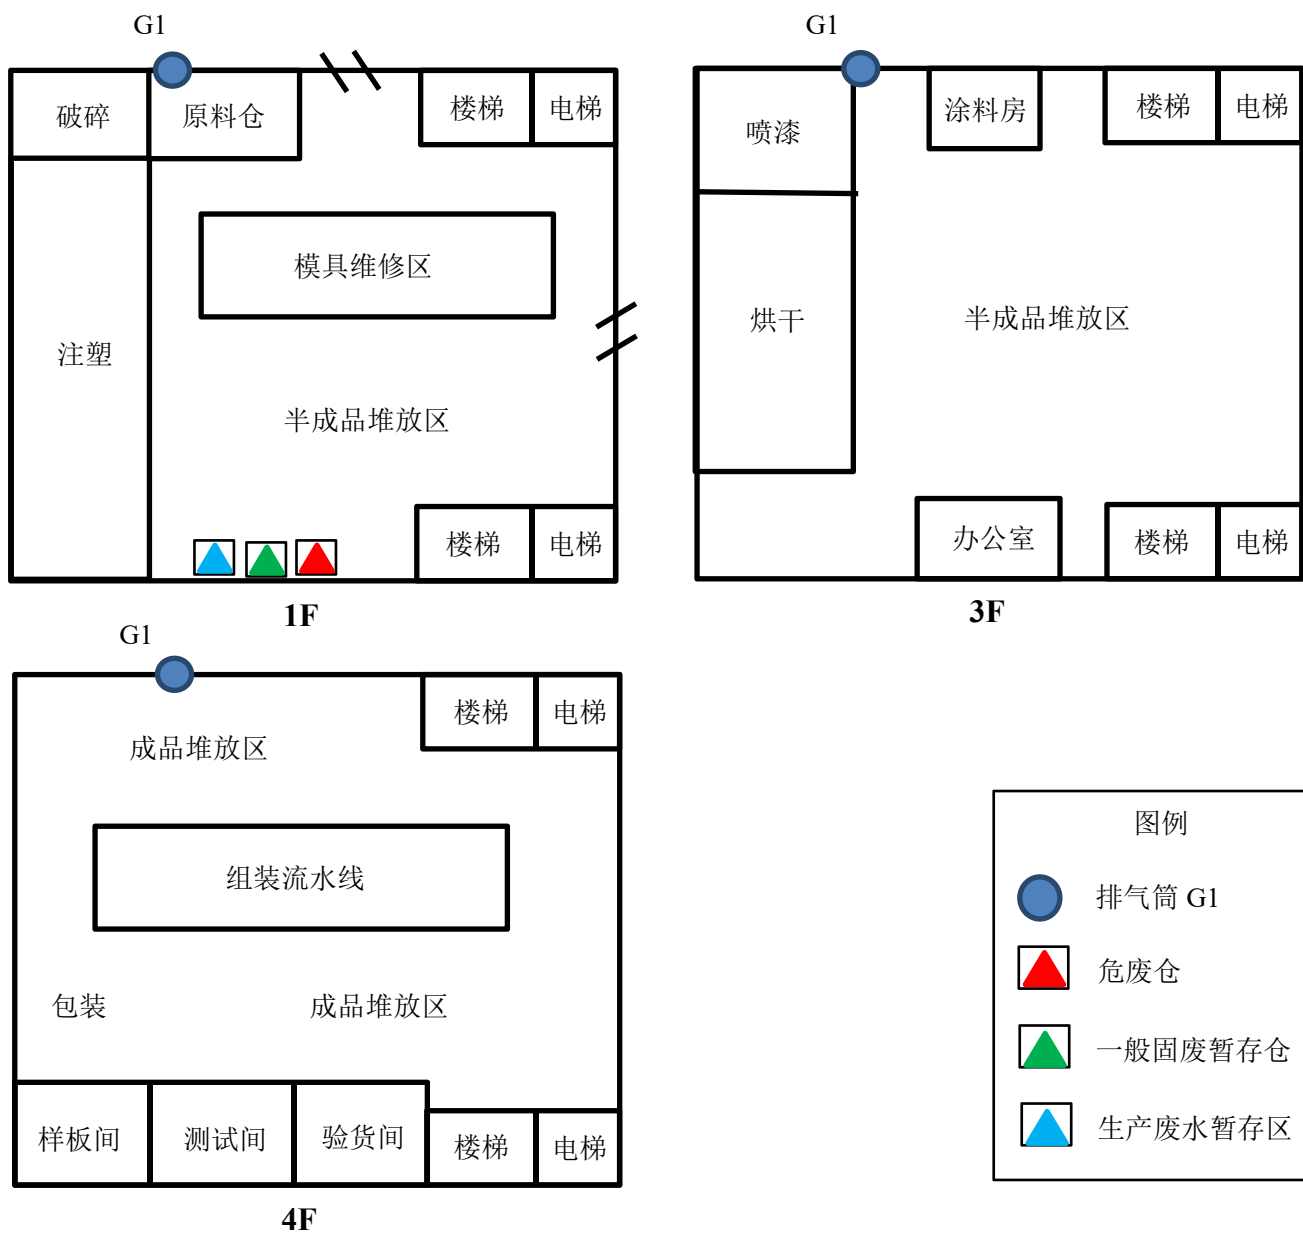 G1
破碎
原料仓
楼梯
电梯
模具维修区
注塑
半成品堆放区
楼梯
电梯
1F
G1
喷漆
涂料房
楼梯
电梯
烘干
半成品堆放区
办公室
楼梯
电梯
3F
G1
楼梯
电梯
成品堆放区
组装流水线
包装
成品堆放区
样板间
测试间
验货间
楼梯
电梯
4F
图例
排气筒 G1
危废仓
一般固废暂存仓
生产废水暂存区